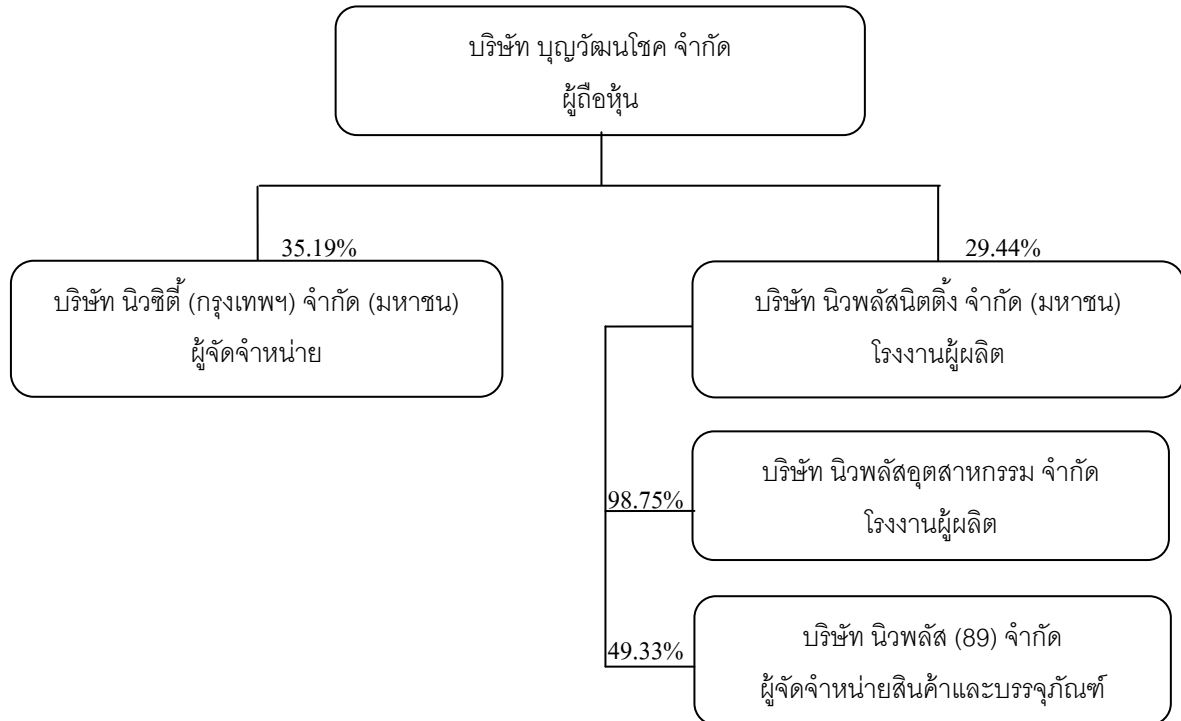 บริษัท บุญวัฒนโชค จำกัด
ผู้ถือหุ้น
35.19%
29.44%
บริษัท นิวซิตี้ (กรุงเทพฯ) จำกัด (มหาชน)
ผู้จัดจำหน่าย
บริษัท นิวพลัสนิตติ้ง จำกัด (มหาชน)
โรงงานผู้ผลิต
98.75%
บริษัท นิวพลัสอุตสาหกรรม จำกัด
โรงงานผู้ผลิต
49.33%
บริษัท นิวพลัส (89) จำกัด
ผู้จัดจำหน่ายสินค้าและบรรจุภัณฑ์